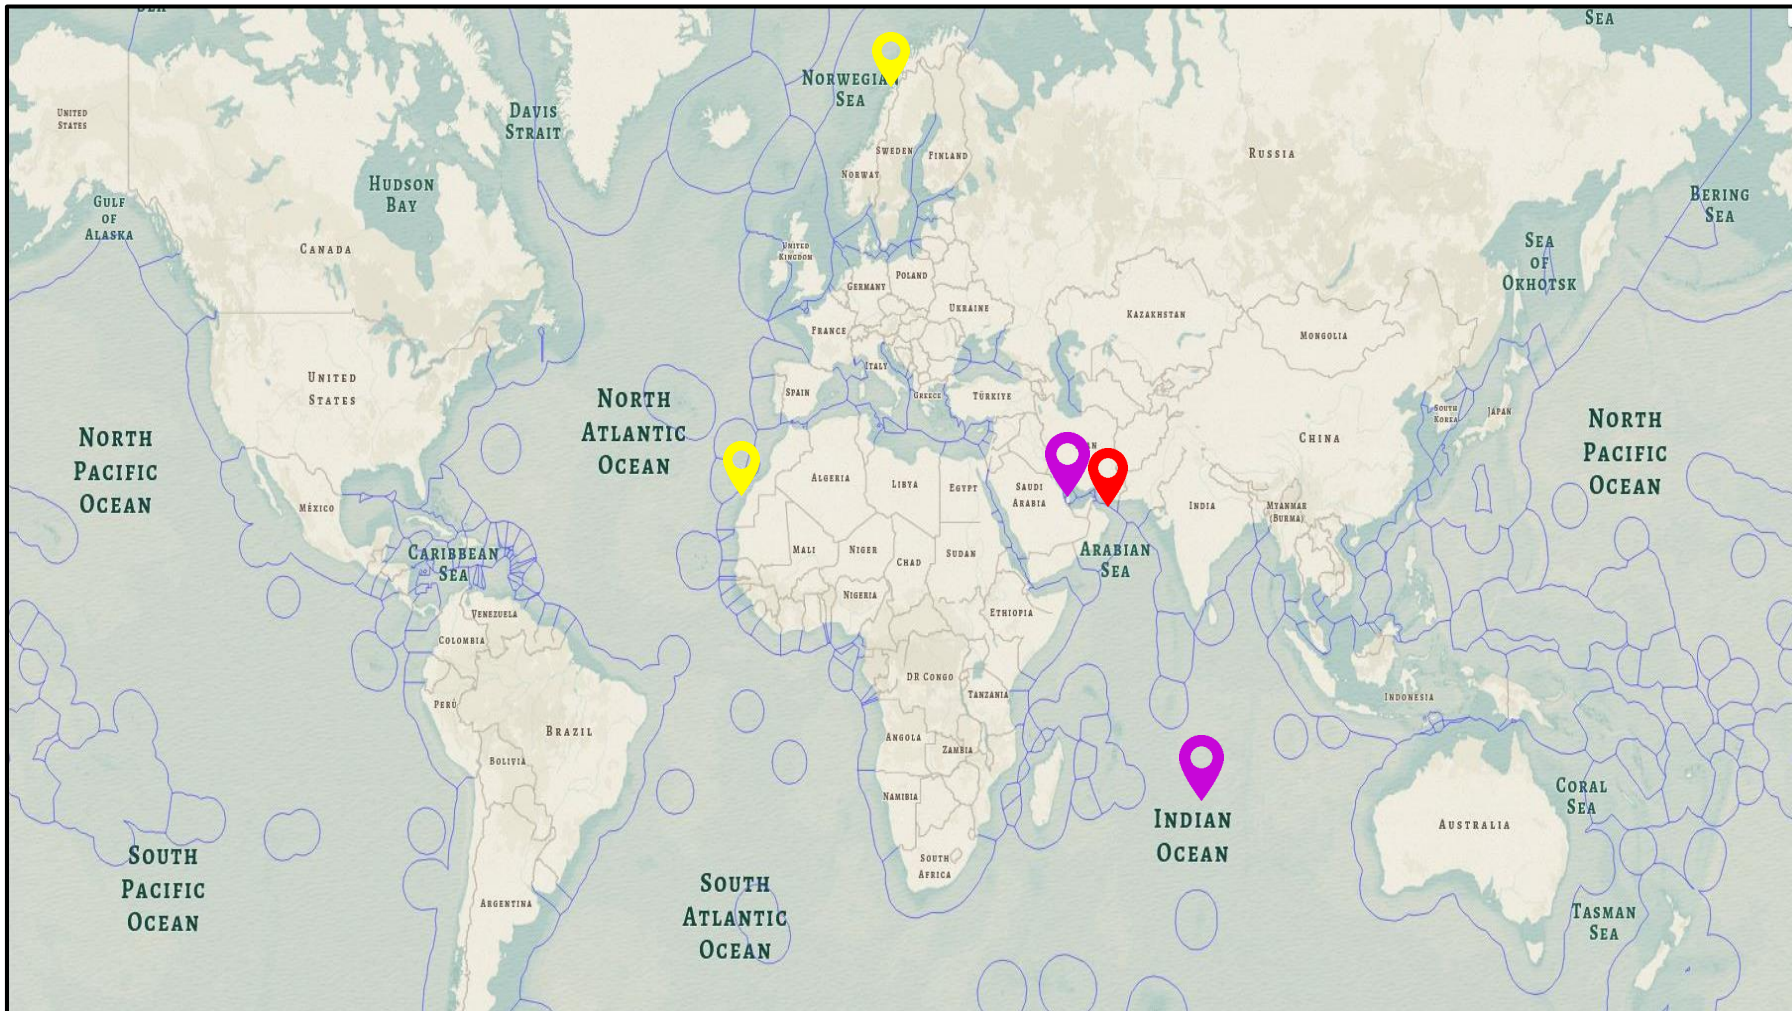 SEA
SEA
UNITED
STATES
GULF
OF
ALASKA
CANADA
HUDSON
BAY
DAVIS
STRAIT
NORWEGIAN
SEA
SWEDEN
FINLAND
NORWAY
UNITED
KINGDOM
GERMANY
POLAND
UKRAINE
FRANCE
ITALY
SPAIN
GREECE
TÜRKIYE
RUSSIA
KAZAKHSTAN
MONGOLIA
CHINA
SOUTH
KOREA
JAPAN
SEA
OF
OKHOTSK
BERING
SEA
UNITED
STATES
NORTH
PACIFIC
OCEAN
MÉXICO
NORTH
ATLANTIC
OCEAN
CARIBBEAN
SEA
VENEZUELA
COLOMBIA
PERÚ
BRAZIL
BOLIVIA
ARGENTINA
SOUTH
PACIFIC
OCEAN
SOUTH
ATLANTIC
OCEAN
ALGERIA
LIBYA
EGYPT
MALI
NIGER
CHAD
SUDAN
NIGERIA
ETHIOPIA
DR CONGO
TANZANIA
ANGOLA
ZAMBIA
NAMIBIA
SOUTH
AFRICA
SAUDI
ARABIA
ARABIAN
SEA
INDIA
MYANMAR
(BURMA)
INDONESIA
INDIAN
OCEAN
NORTH
PACIFIC
OCEAN
AUSTRALIA
CORAL
SEA
TASMAN
SEA